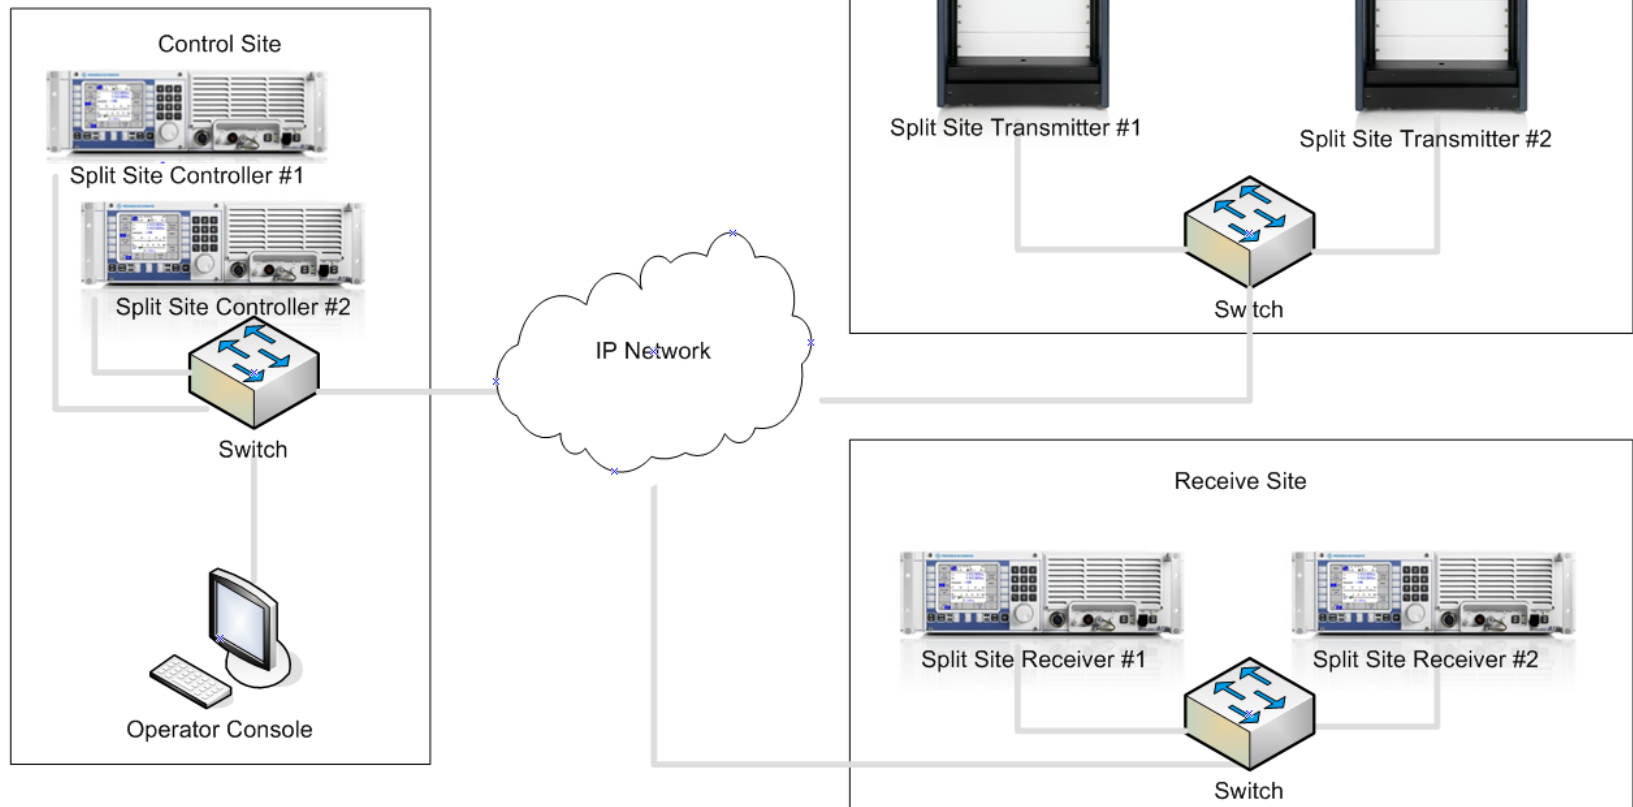 Control Site
Split Site Controller #1
Split Site Controller #2
Switch
Operator Console
IP Network
Split Site Transmitter #1
Split Site Transmitter #2
Switch
Receive Site
Split Site Receiver #1
Split Site Receiver #2
Switch